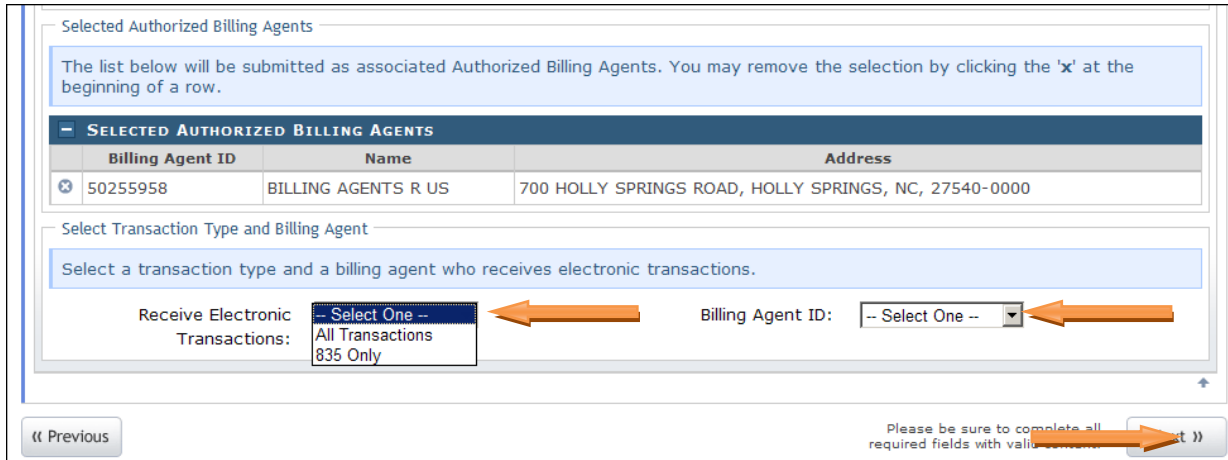 Selected Authorized Billing Agents
The list below will be submitted as associated Authorized Billing Agents. You may remove the selection by clicking the 'x' at the
beginning of a row.
SELECTED AUTHORIZED BILLING AGENTS
Billing Agent ID Name Address
50255958 BILLING AGENTS R US 700 HOLLY SPRINGS ROAD, HOLLY SPRINGS, NC, 27540-0000
Select Transaction Type and Billing Agent
Select a transaction type and a billing agent who receives electronic transactions.
Receive Electronic
Transactions:
-- Select One --
All Transactions
835 Only
Billing Agent ID: -- Select One --
« Previous
Please be sure to complete all
required fields with
»